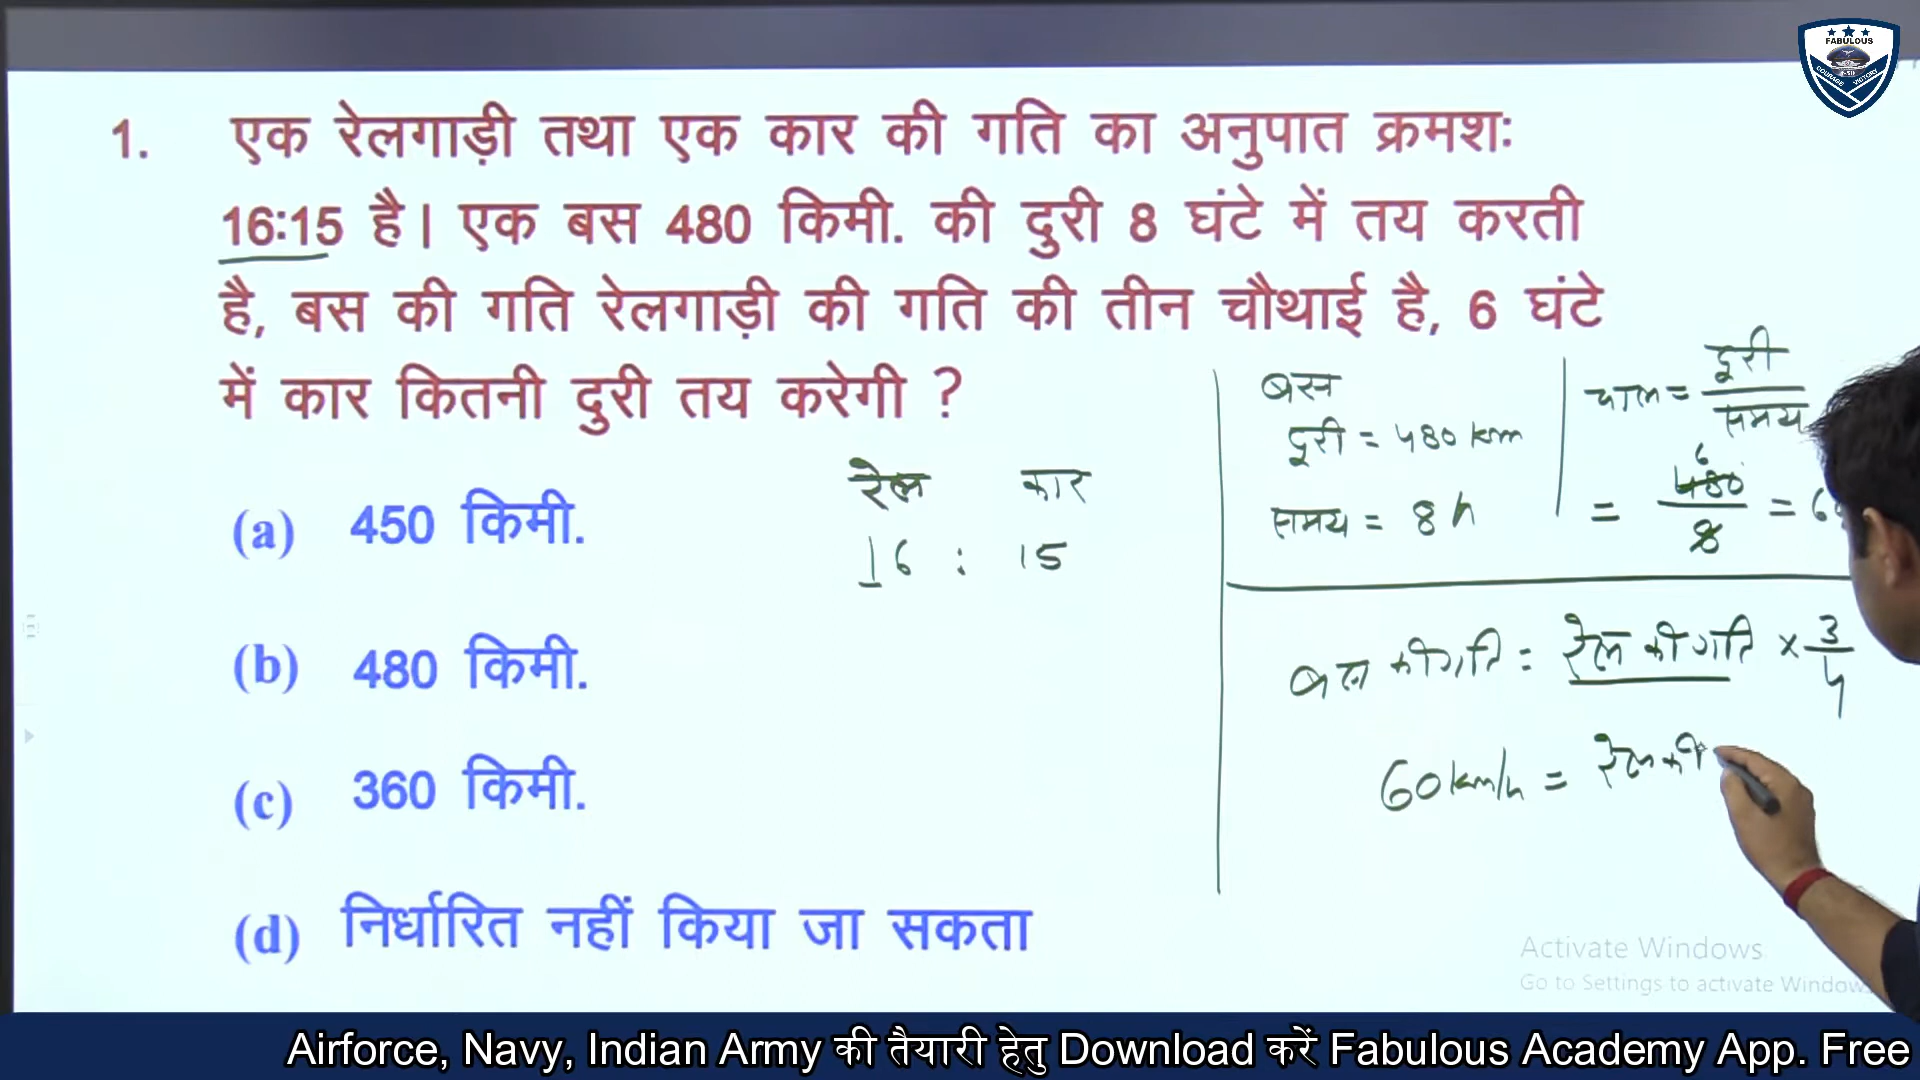 FABULOUS
COURAGE VICTORY
1. एक रेलगाड़ी तथा एक कार की गति का अनुपात क्रमशः
16:15 है। एक बस 480 किमी. की दुरी 8 घंटे में तय करती
है, बस की गति रेलगाड़ी की गति की तीन चौथाई है, 6 घंटे
में कार कितनी दुरी तय करेगी ?
(a) 450 किमी.
(b) 480 किमी.
(c) 360 किमी.
(d) निर्धारित नहीं किया जा सकता
रेल कार
16 : 15
बस
दूरी = 480 km
समय = 8 h
चाल = दूरी
समय
6
= 480 = 6
8
बस की गति = रेल की गति × 3
4
60 km/h = रेल की
Activate Windows
Go to Settings to activate Windows
Airforce, Navy, Indian Army की तैयारी हेतु Download करें Fabulous Academy App. Free